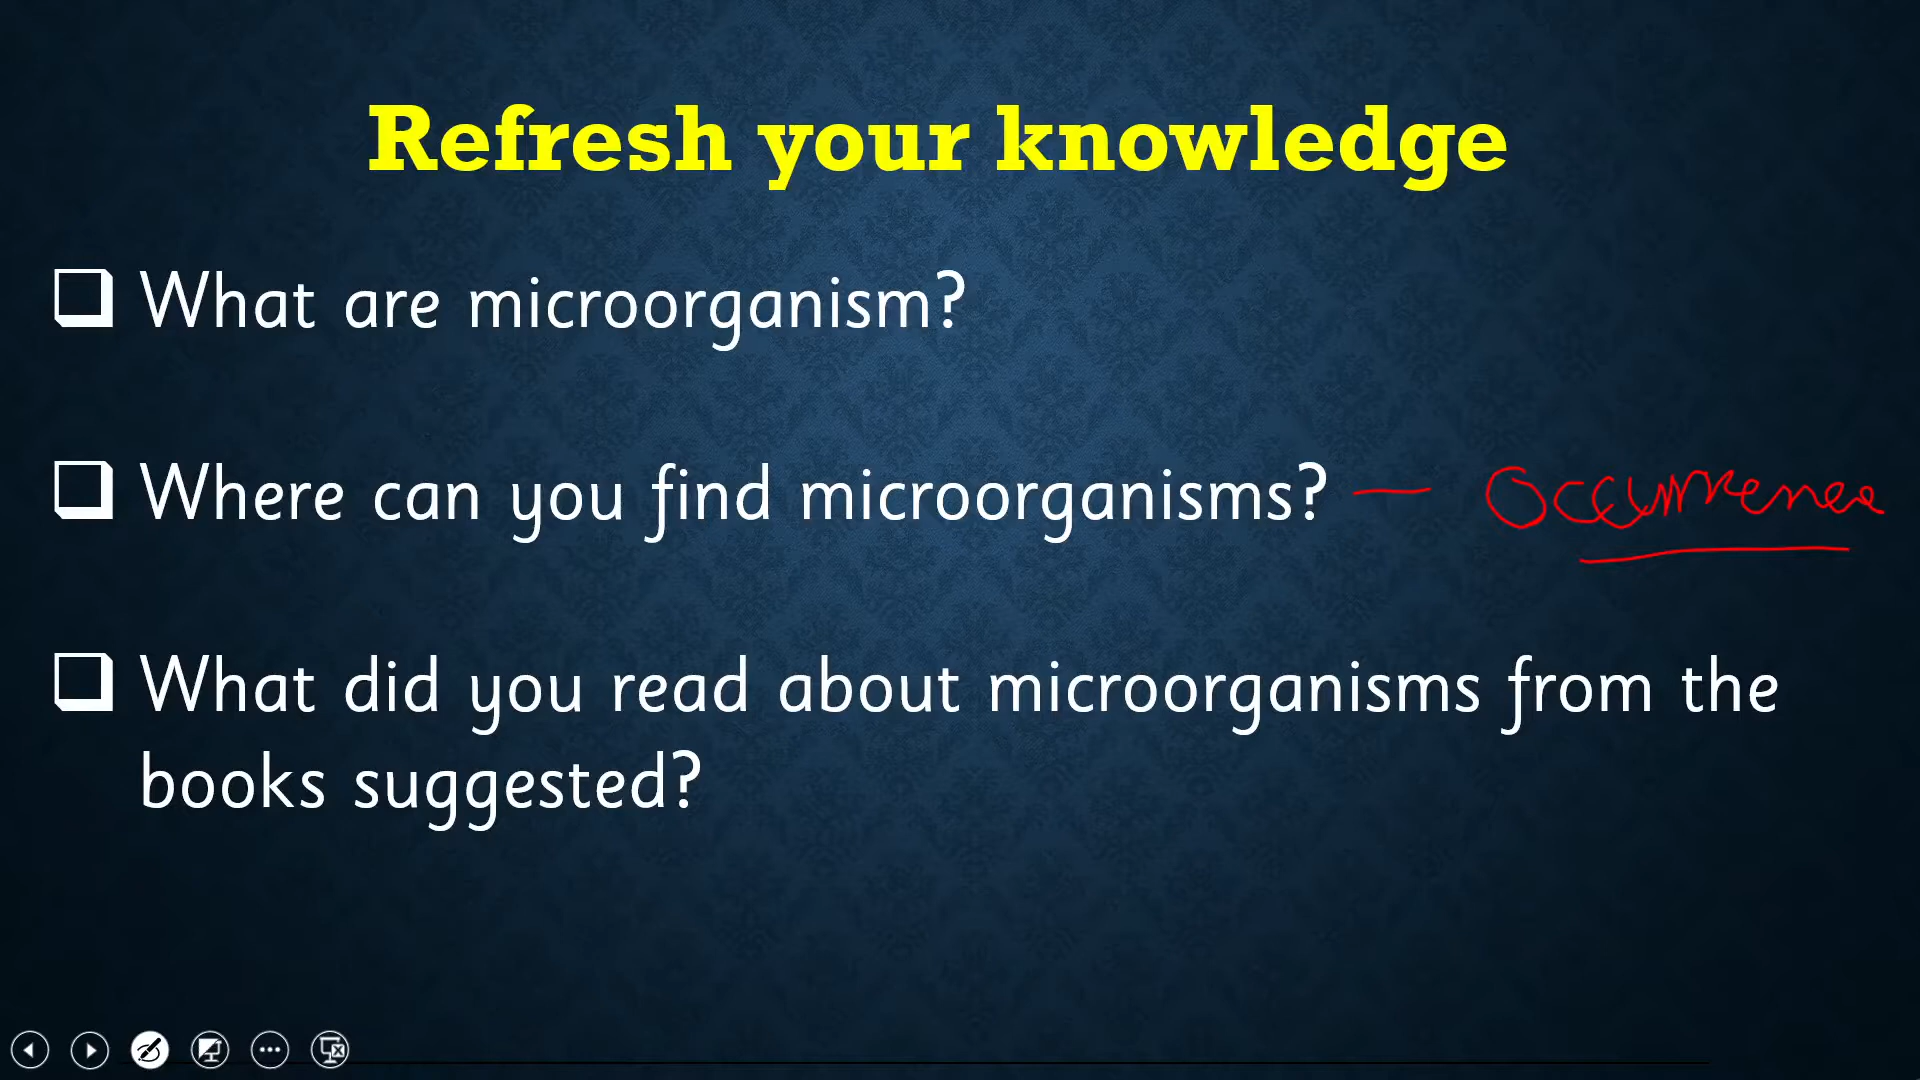 Refresh your knowledge
What are microorganism?
Where can you find microorganisms? — Occurrence
What did you read about microorganisms from the
books suggested?